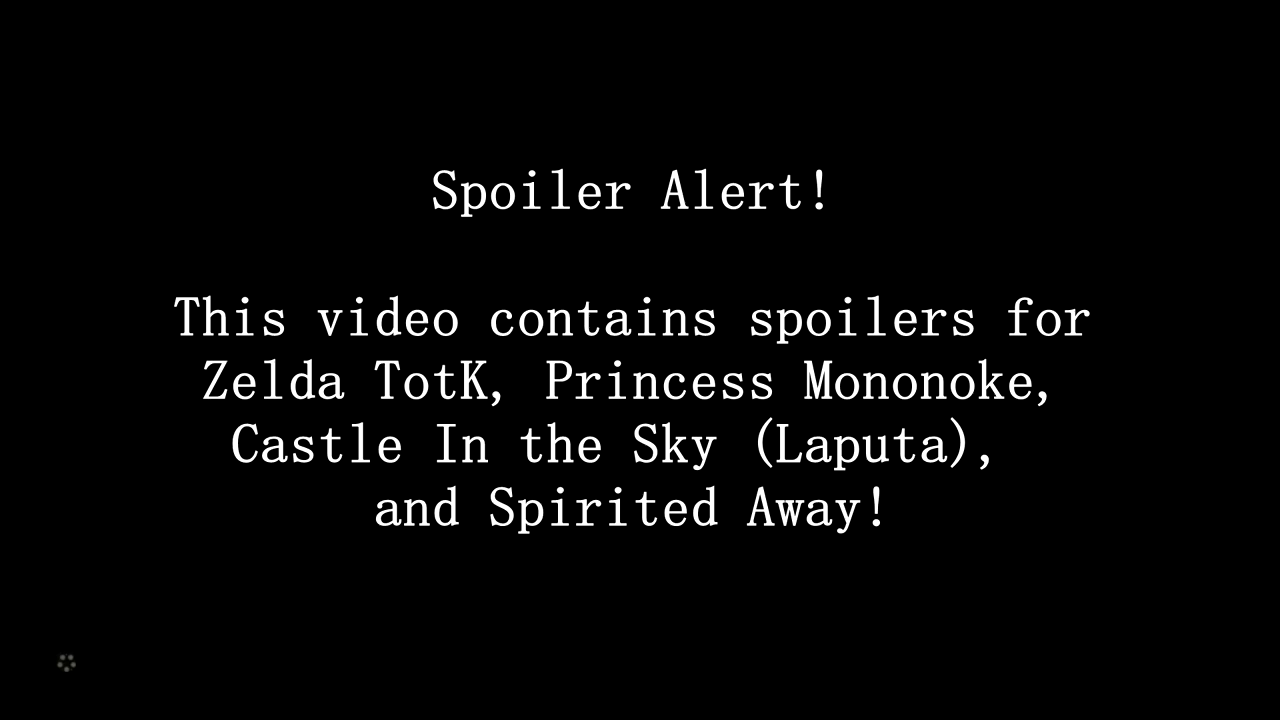 Spoiler Alert!
This video contains spoilers for
Zelda TotK, Princess Mononoke,
Castle In the Sky (Laputa),
and Spirited Away!